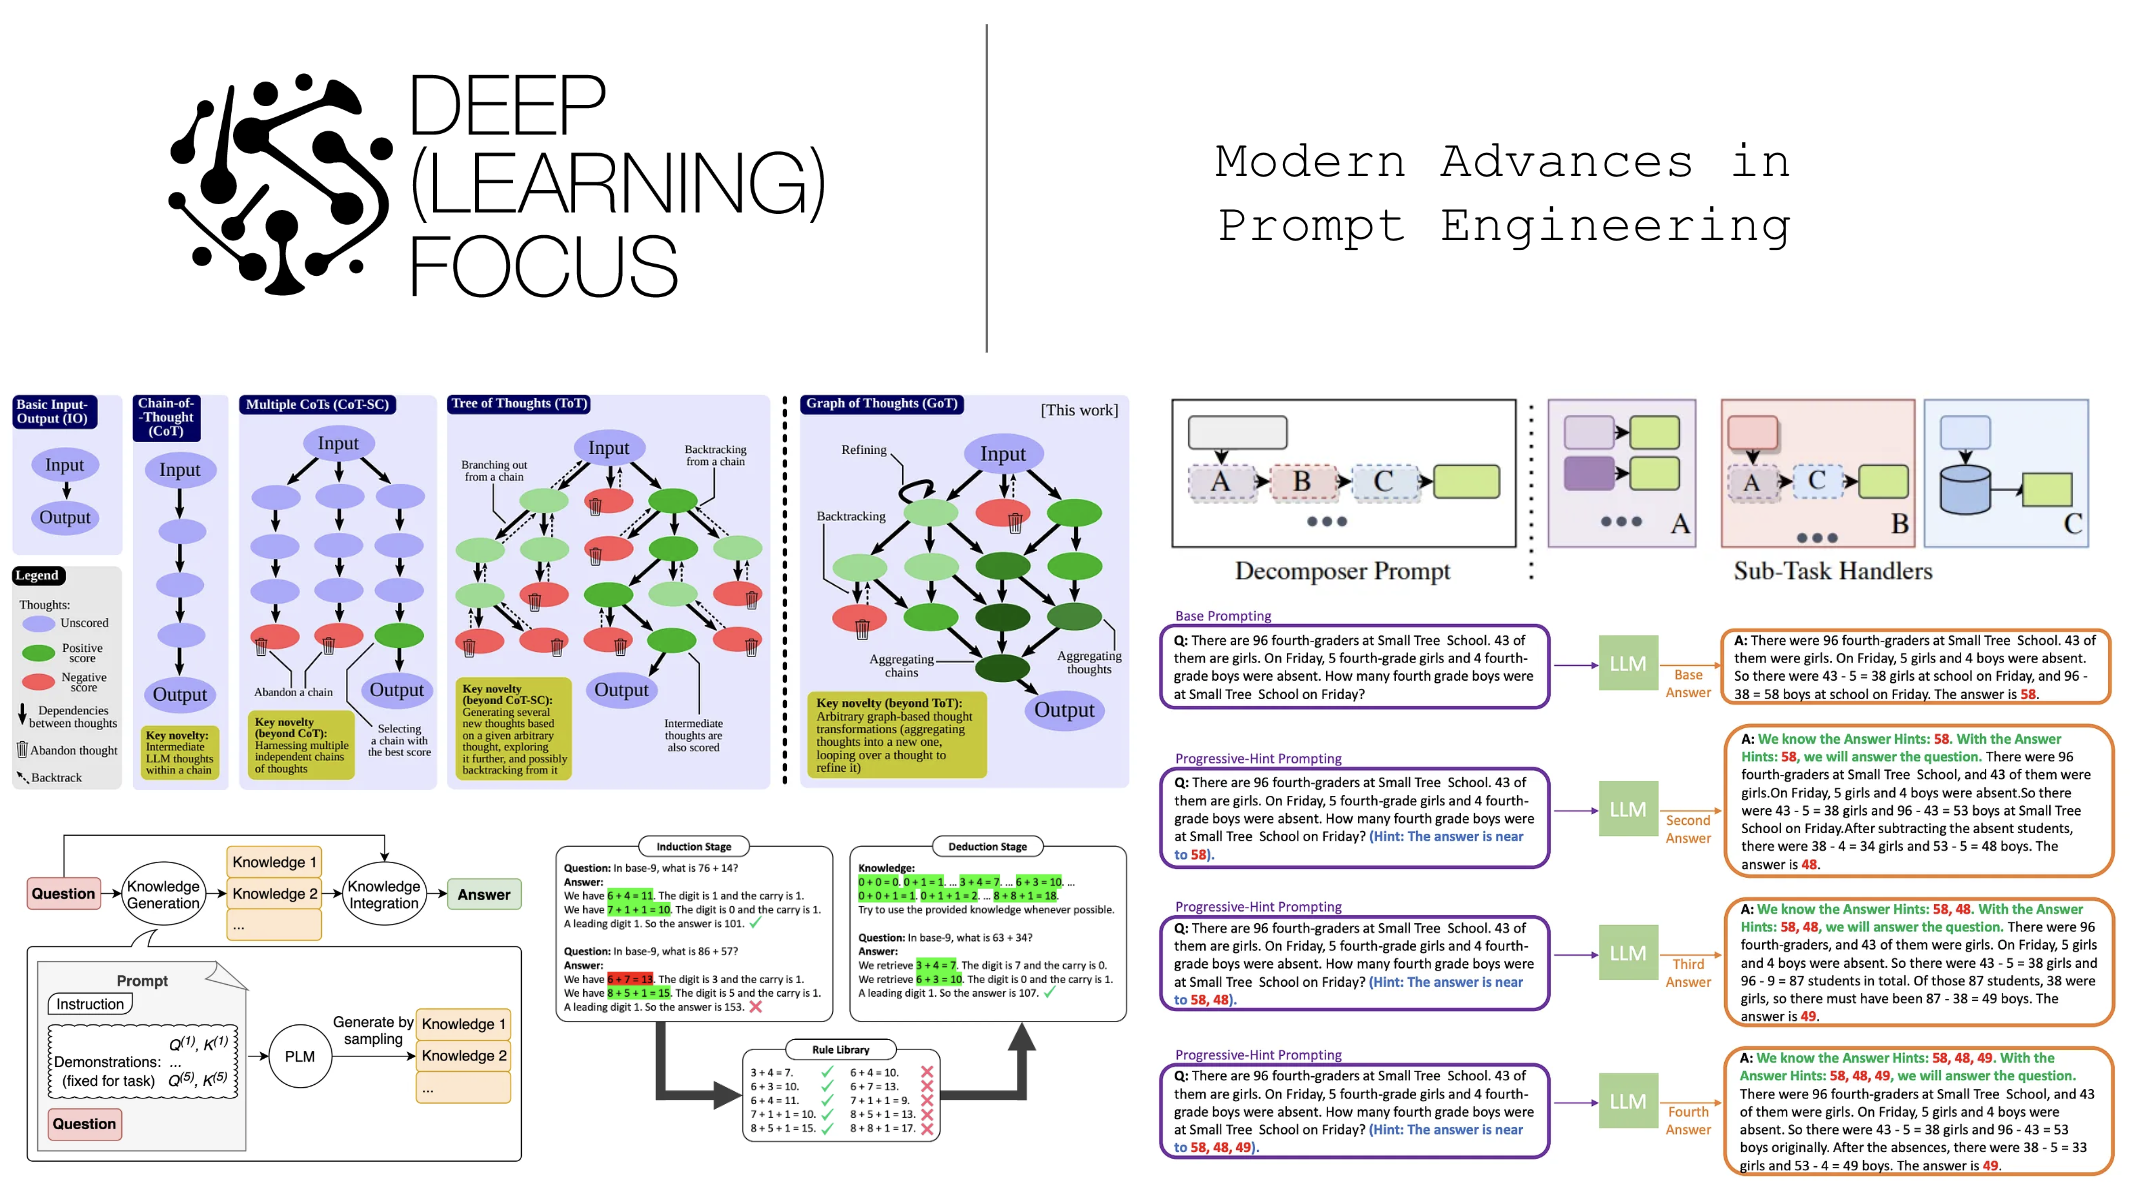 DEEP
(LEARNING)
FOCUS
Modern Advances in
Prompt Engineering
Basic Input-
Output (IO)
Input
Output
Legend
Thoughts:
Unscored
Positive
score
Negative
score
Dependencies
between thoughts
Abandon thought
Backtrack
Chain-of-
-Thought
(CoT)
Input
Output
Key novelty:
Intermediate
LLM thoughts
within a chain
Multiple CoTs (CoT-SC)
Input
Abandon a chain
Output
Key novelty
(beyond CoT):
Harnessing multiple
independent chains
of thoughts
Selecting
a chain with
the best score
Tree of Thoughts (ToT)
Input
Branching out
from a chain
Backtracking
from a chain
Key novelty
(beyond CoT-SC):
Generating several
new thoughts based
on a given arbitrary
thought, exploring
it further, and possibly
backtracking from it
Output
Intermediate
thoughts are
also scored
Graph of Thoughts (GoT)
[This work]
Refining
Input
Backtracking
Aggregating
chains
Aggregating
thoughts
Key novelty (beyond ToT):
Arbitrary graph-based thought
transformations (aggregating
thoughts into a new one,
looping over a thought to
refine it)
Output
A
B
C
Decomposer Prompt
A
A
C
B
C
Sub-Task Handlers
Question
Knowledge
Generation
Knowledge 1
Knowledge 2
...
Knowledge
Integration
Answer
Prompt
Instruction
Q(1), K(1)
Demonstrations: ...
(fixed for task) Q(5), K(5)
Question
PLM
Generate by
sampling
Knowledge 1
Knowledge 2
...
Induction Stage
Question: In base-9, what is 76 + 14?
Answer:
We have 6 + 4 = 11. The digit is 1 and the carry is 1.
We have 7 + 1 + 1 = 10. The digit is 0 and the carry is 1.
A leading digit 1. So the answer is 101. ✓
Question: In base-9, what is 86 + 57?
Answer:
We have 6 + 7 = 13. The digit is 3 and the carry is 1.
We have 8 + 5 + 1 = 15. The digit is 5 and the carry is 1.
A leading digit 1. So the answer is 153. ✗
Deduction Stage
Knowledge:
0 + 0 = 0. 0 + 1 = 1. ... 3 + 4 = 7. ... 6 + 3 = 10. ...
0 + 0 + 1 = 1. 0 + 1 + 1 = 2. ... 8 + 8 + 1 = 18.
Try to use the provided knowledge whenever possible.
Question: In base-9, what is 63 + 34?
Answer:
We retrieve 3 + 4 = 7. The digit is 7 and the carry is 0.
We retrieve 6 + 3 = 10. The digit is 0 and the carry is 1.
A leading digit 1. So the answer is 107. ✓
Rule Library
3 + 4 = 7. ✓ 6 + 4 = 10. ✗
6 + 3 = 10. ✓ 6 + 7 = 13. ✗
6 + 4 = 11. ✓ 7 + 1 + 1 = 9. ✗
7 + 1 + 1 = 10. ✓ 8 + 5 + 1 = 13. ✗
8 + 5 + 1 = 15. ✓ 8 + 8 + 1 = 17. ✗
Base Prompting
Q: There are 96 fourth-graders at Small Tree School. 43 of
them are girls. On Friday, 5 fourth-grade girls and 4 fourth-
grade boys were absent. How many fourth grade boys were
at Small Tree School on Friday?
LLM
Base
Answer
A: There were 96 fourth-graders at Small Tree School. 43 of
them were girls. On Friday, 5 girls and 4 boys were absent.
So there were 43 - 5 = 38 girls at school on Friday, and 96 -
38 = 58 boys at school on Friday. The answer is 58.
Progressive-Hint Prompting
Q: There are 96 fourth-graders at Small Tree School. 43 of
them are girls. On Friday, 5 fourth-grade girls and 4 fourth-
grade boys were absent. How many fourth grade boys were
at Small Tree School on Friday? (Hint: The answer is near
to 58).
LLM
Second
Answer
A: We know the Answer Hints: 58. With the Answer
Hints: 58, we will answer the question. There were 96
fourth-graders at Small Tree School, and 43 of them were
girls.On Friday, 5 girls and 4 boys were absent.So there
were 43 - 5 = 38 girls and 96 - 43 = 53 boys at Small Tree
School on Friday.After subtracting the absent students,
there were 38 - 4 = 34 girls and 53 - 5 = 48 boys. The
answer is 48.
Progressive-Hint Prompting
Q: There are 96 fourth-graders at Small Tree School. 43 of
them are girls. On Friday, 5 fourth-grade girls and 4 fourth-
grade boys were absent. How many fourth grade boys were
at Small Tree School on Friday? (Hint: The answer is near
to 58, 48).
LLM
Third
Answer
A: We know the Answer Hints: 58, 48. With the Answer
Hints: 58, 48, we will answer the question. There were 96
fourth-graders, and 43 of them were girls. On Friday, 5 girls
and 4 boys were absent. So there were 43 - 5 = 38 girls and
96 - 9 = 87 students in total. Of those 87 students, 38 were
girls, so there must have been 87 - 38 = 49 boys. The
answer is 49.
Progressive-Hint Prompting
Q: There are 96 fourth-graders at Small Tree School. 43 of
them are girls. On Friday, 5 fourth-grade girls and 4 fourth-
grade boys were absent. How many fourth grade boys were
at Small Tree School on Friday? (Hint: The answer is near
to 58, 48, 49).
LLM
Fourth
Answer
A: We know the Answer Hints: 58, 48, 49. With the
Answer Hints: 58, 48, 49, we will answer the question.
There were 96 fourth-graders at Small Tree School, and 43
of them were girls. On Friday, 5 girls and 4 boys were
absent. So there were 43 - 5 = 38 girls and 96 - 43 = 53
boys originally. After the absences, there were 38 - 5 = 33
girls and 53 - 4 = 49 boys. The answer is 49.